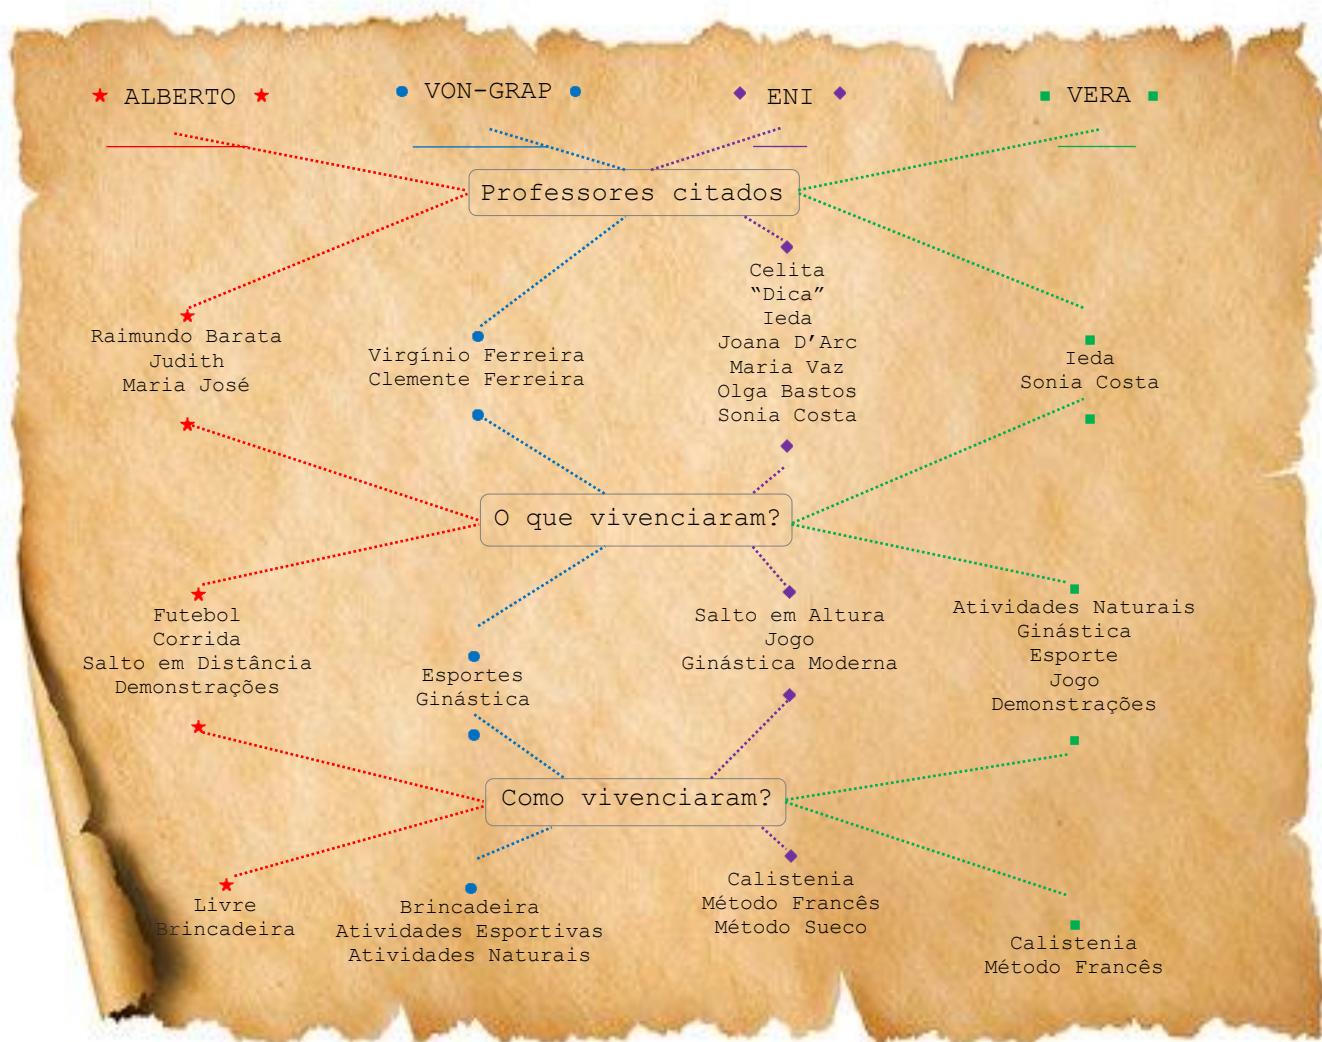 ALBERTO
VON-GRAP
ENI
VERA
Professores citados
Raimundo Barata
Judith
Maria José
Virgínio Ferreira
Clemente Ferreira
Celita
“Dica”
Ieda
Joana D’Arc
Maria Vaz
Olga Bastos
Sonia Costa
Ieda
Sonia Costa
O que vivenciaram?
Futebol
Corrida
Salto em Distância
Demonstrações
Esportes
Ginástica
Salto em Altura
Jogo
Ginástica Moderna
Atividades Naturais
Ginástica
Esporte
Jogo
Demonstrações
Como vivenciaram?
Livre
Brincadeira
Brincadeira
Atividades Esportivas
Atividades Naturais
Calistenia
Método Francês
Método Sueco
Calistenia
Método Francês